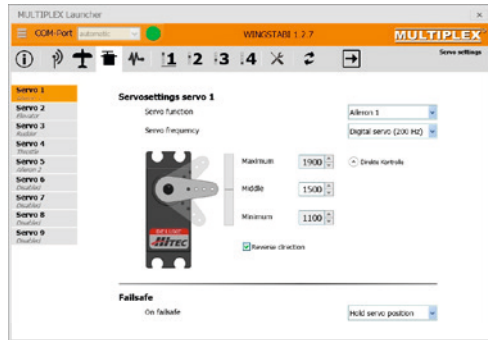 MULTIPLEX Launcher
COM-Port automatic WINGSTABI 1.2.7 MULTIPLEX
1 2 3 4 Servo settings
Servo 1
Servo 2
Elevator
Servo 3
Rudder
Servo 4
Throttle
Servo 5
Aileron 2
Servo 6
Disabled
Servo 7
Disabled
Servo 8
Disabled
Servo 9
Disabled
Servosettings servo 1
Servo function Aileron 1
Servo frequency Digital servo (200 Hz)
Maximum 1900 Direkte Kontrolle
Middle 1500
Minimum 1100
HITEC
Reverse direction
Failsafe
On failsafe Hold servo position